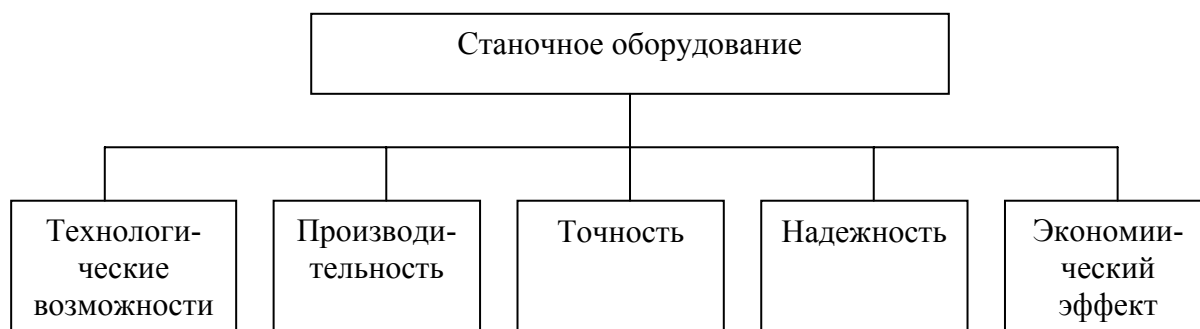 Станочное оборудование
Технологи-
ческие
возможности
Производи-
тельность
Точность
Надежность
Экономии-
ческий
эффект